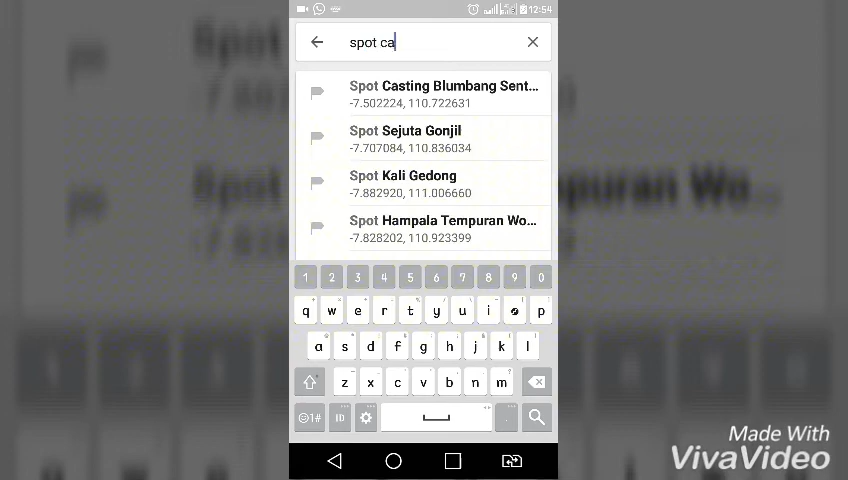 12:54
spot ca
Spot Casting Blumbang Sent...
-7.502224, 110.722631
Spot Sejuta Gonjil
-7.707084, 110.836034
Spot Kali Gedong
-7.882920, 111.006660
Spot Hampala Tempuran Wo...
-7.828202, 110.923399
1 2 3 4 5 6 7 8 9 0
q w e r t y u i o p
a s d f g h j k l
z x c v b n m
1# ID .
Made With
VivaVideo